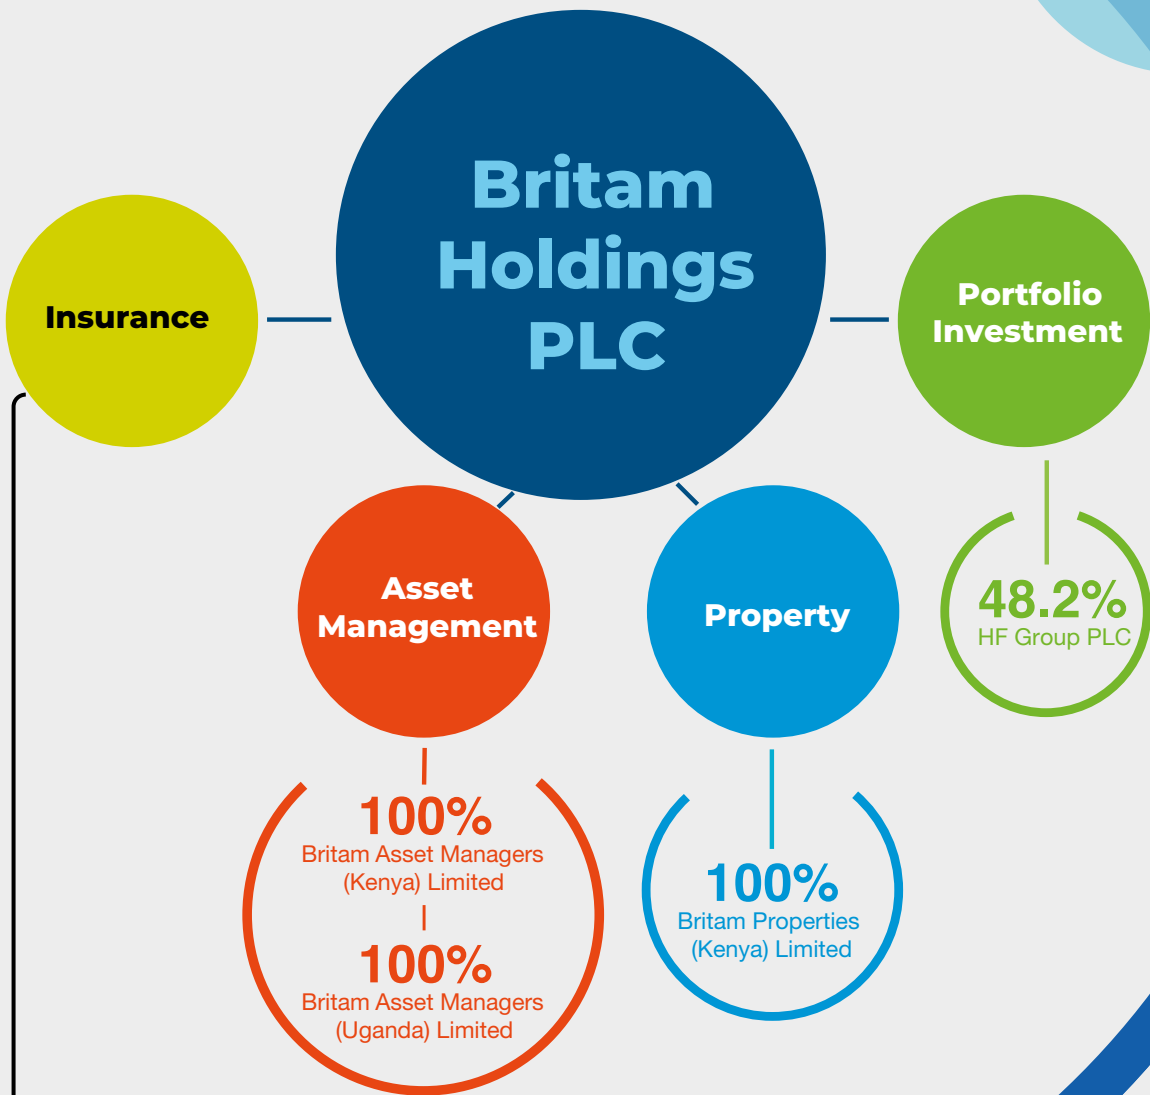 Britam
Holdings
PLC
Insurance
Portfolio
Investment
Asset
Management
Property
48.2%
HF Group PLC
100%
Britam Asset Managers
(Kenya) Limited
100%
Britam Asset Managers
(Uganda) Limited
100%
Britam Properties
(Kenya) Limited